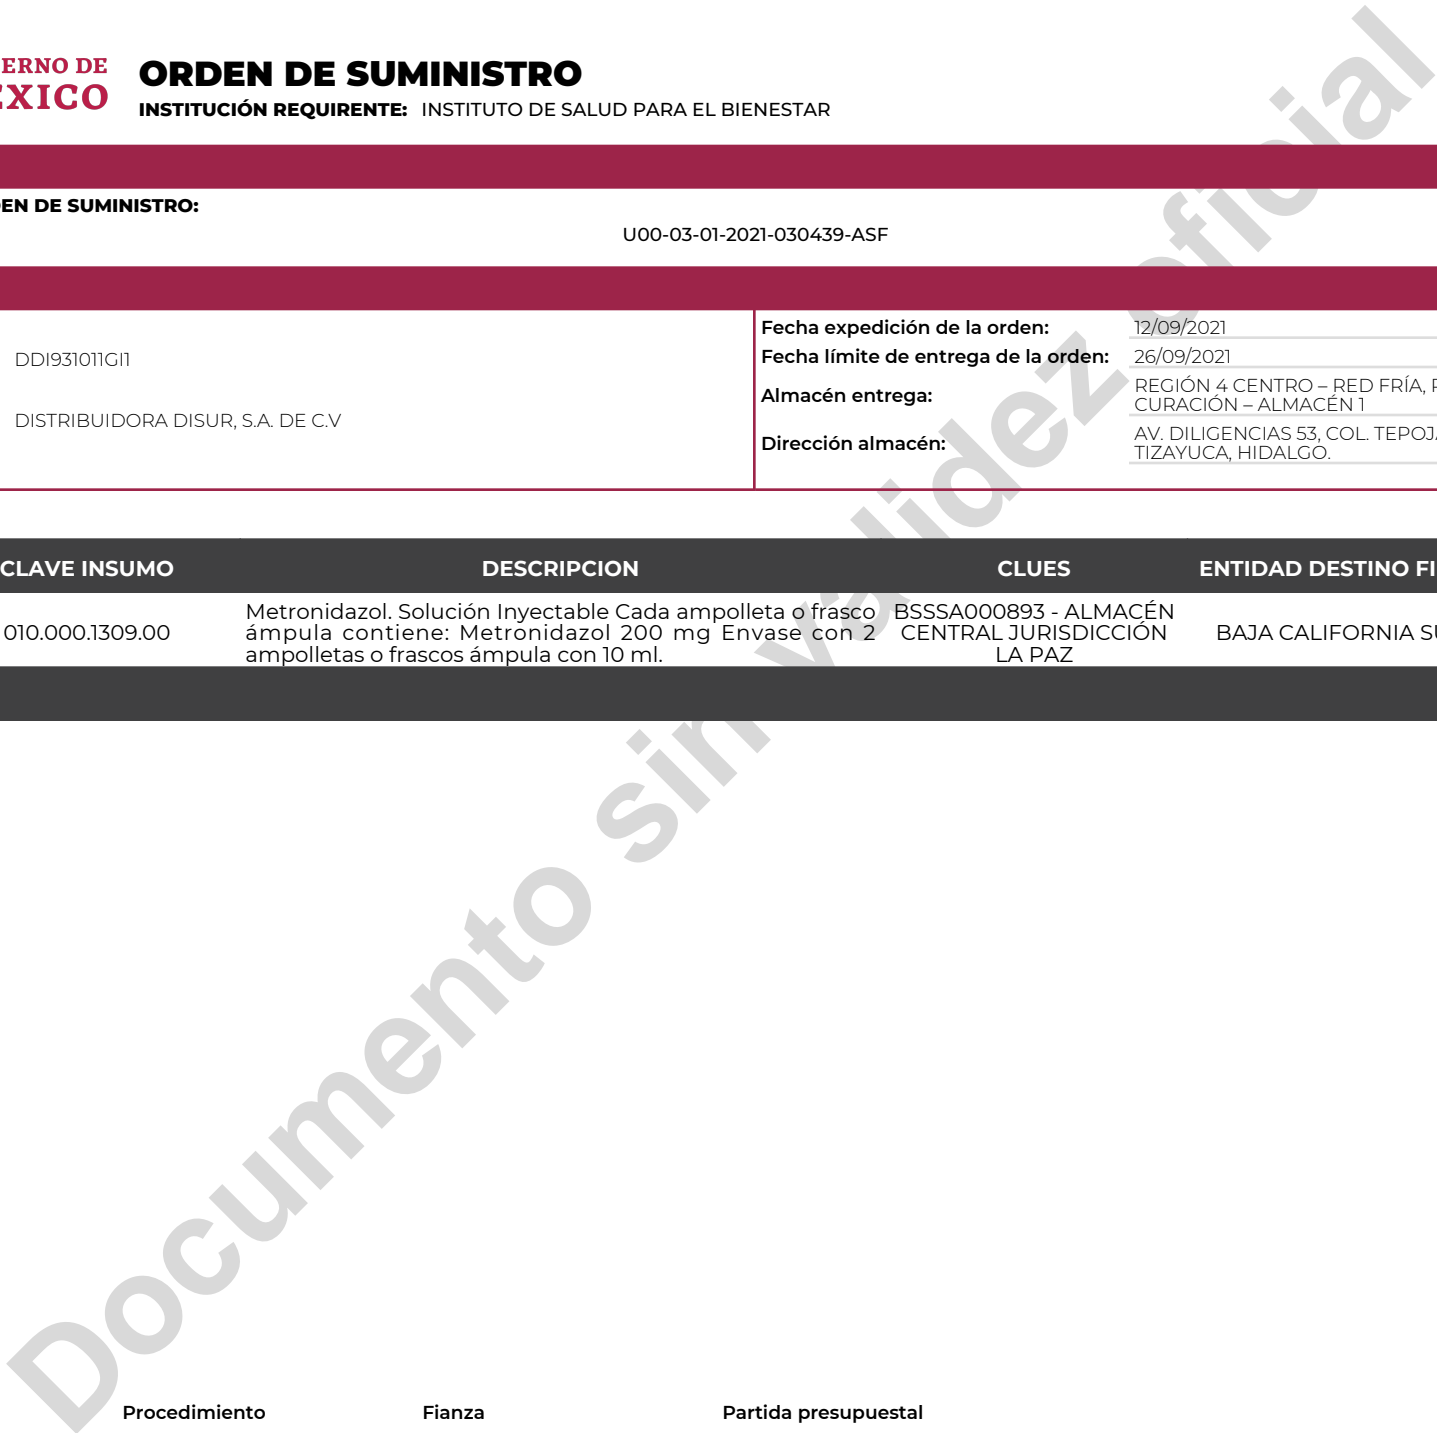 ERNO DE
EXICO
ORDEN DE SUMINISTRO
INSTITUCIÓN REQUIRENTE: INSTITUTO DE SALUD PARA EL BIENESTAR
EN DE SUMINISTRO:
U00-03-01-2021-030439-ASF
DDI931011GI1
DISTRIBUIDORA DISUR, S.A. DE C.V
Fecha expedición de la orden: 12/09/2021
Fecha límite de entrega de la orden: 26/09/2021
Almacén entrega: REGIÓN 4 CENTRO – RED FRÍA,
CURACIÓN – ALMACÉN 1
Dirección almacén: AV. DILIGENCIAS 53, COL. TEPOJ
TIZAYUCA, HIDALGO.
CLAVE INSUMO DESCRIPCION CLUES ENTIDAD DESTINO FI
010.000.1309.00
Metronidazol. Solución Inyectable Cada ampolleta o frasco
ámpula contiene: Metronidazol 200 mg Envase con 2
ampolletas o frascos ámpula con 10 ml.
BSSSA000893 - ALMACÉN
CENTRAL JURISDICCIÓN
LA PAZ
BAJA CALIFORNIA S
Procedimiento Fianza Partida presupuestal
Documento sin validez oficial